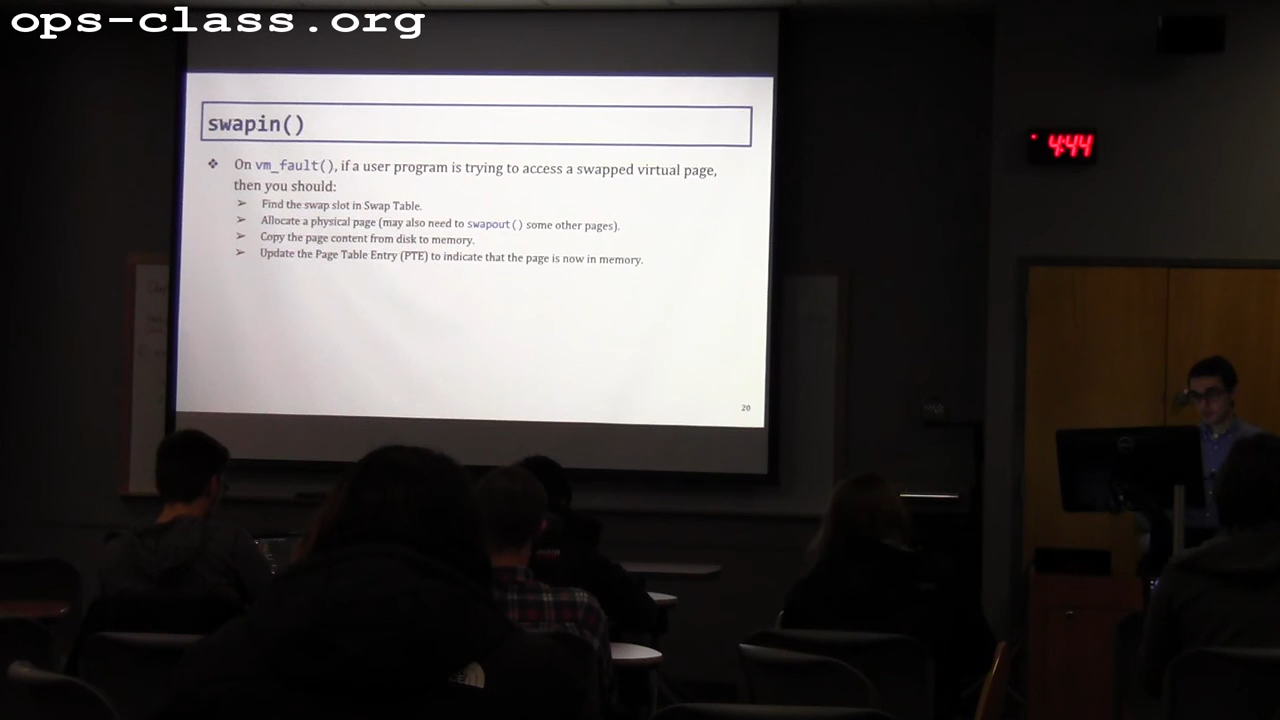 ops-class.org
swapin()
❖ On vm_fault(), if a user program is trying to access a swapped virtual page,
then you should:
➢ Find the swap slot in Swap Table.
➢ Allocate a physical page (may also need to swapout() some other pages).
➢ Copy the page content from disk to memory.
➢ Update the Page Table Entry (PTE) to indicate that the page is now in memory.
20
4:44